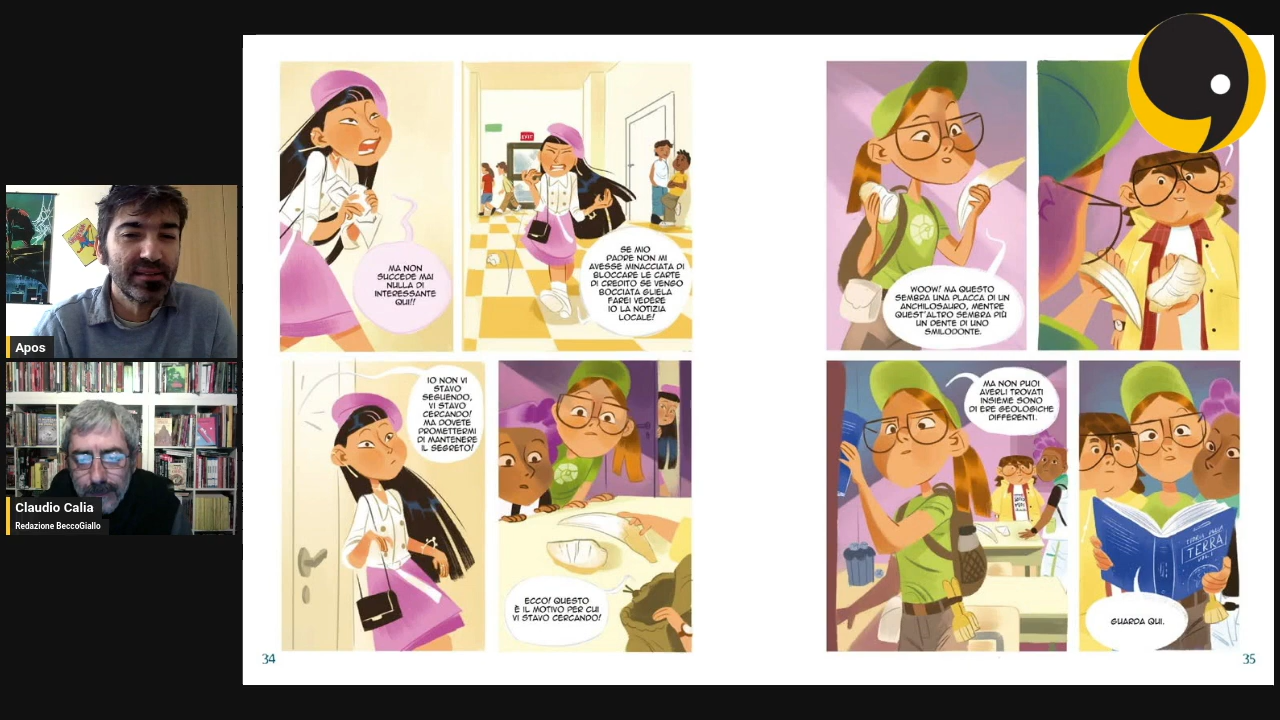 Apos
Claudio Calia
Redazione BeccoGiallo
MA NON
SUCCEDE MAI
NULLA DI
INTERESSANTE
QUI!!
EXIT
SE MIO
PADRE NON MI
AVESSE MINACCIATA DI
BLOCCARE LE CARTE
DI CREDITO SE VENGO
BOCCIATA GLIELA
FAREI VEDERE
IO LA NOTIZIA
LOCALE!
IO NON VI
STAVO
SEGUENDO,
VI STAVO
CERCANDO!
MA DOVETE
PROMETTERMI
DI MANTENERE
IL SEGRETO!
ECCO! QUESTO
È IL MOTIVO PER CUI
VI STAVO CERCANDO!
34
WOOW! MA QUESTO
SEMBRA UNA PLACCA DI UN
ANCHILOSAURO, MENTRE
QUEST'ALTRO SEMBRA PIÙ
UN DENTE DI UNO
SMILODONTE.
MA NON PUOI
AVERLI TROVATI
INSIEME SONO
DI ERE GEOLOGICHE
DIFFERENTI.
STORIA DELLA
TERRA
VOL.1
GUARDA QUI.
35